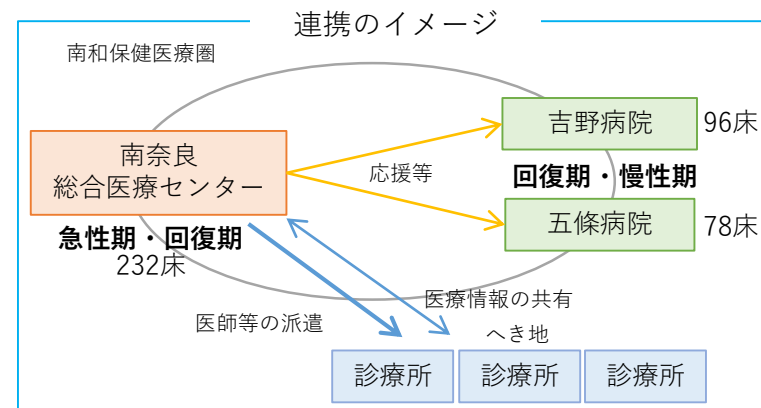 連携のイメージ
南和保健医療圏
南奈良
総合医療センター
急性期・回復期
232床
応援等
吉野病院
96床
回復期・慢性期
五條病院
78床
医師等の派遣
医療情報の共有
へき地
診療所
診療所
診療所